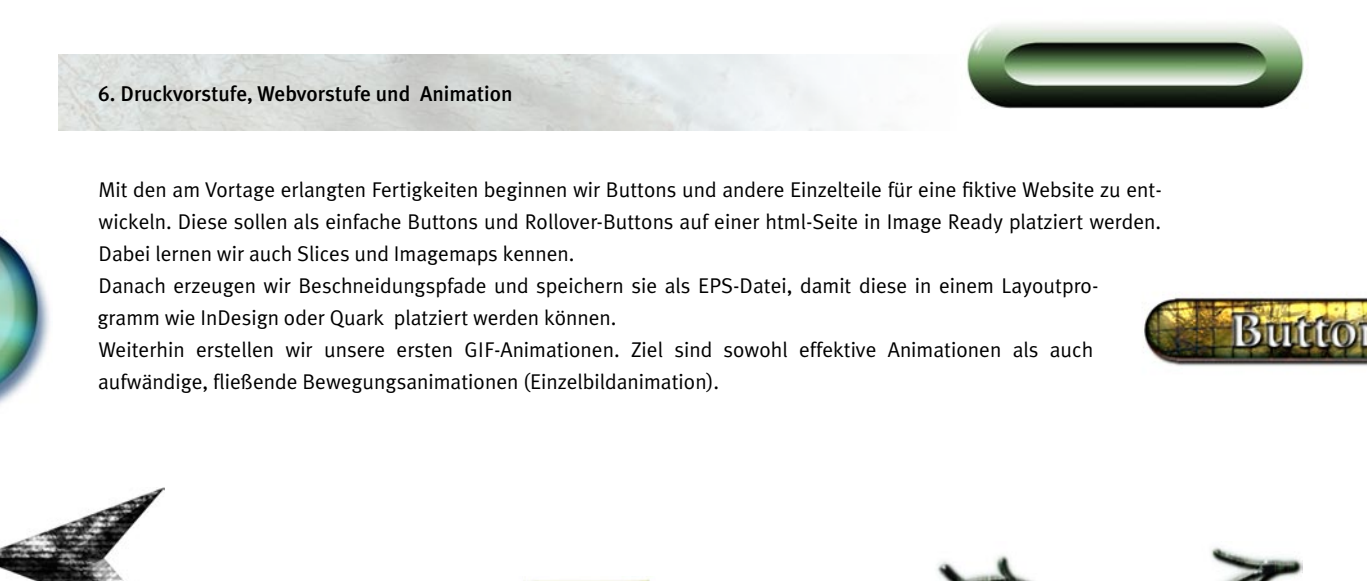 6. Druckvorstufe, Webvorstufe und  Animation
Mit den am Vortage erlangten Fertigkeiten beginnen wir Buttons und andere Einzelteile für eine fiktive Website zu ent-
wickeln. Diese sollen als einfache Buttons und Rollover-Buttons auf einer html-Seite in Image Ready platziert werden.
Dabei lernen wir auch Slices und Imagemaps kennen.
Danach erzeugen wir Beschneidungspfade und speichern sie als EPS-Datei, damit diese in einem Layoutpro-
gramm wie InDesign oder Quark  platziert werden können.
Button
Weiterhin erstellen wir unsere ersten GIF-Animationen. Ziel sind sowohl effektive Animationen als auch
aufwändige, fließende Bewegungsanimationen (Einzelbildanimation).